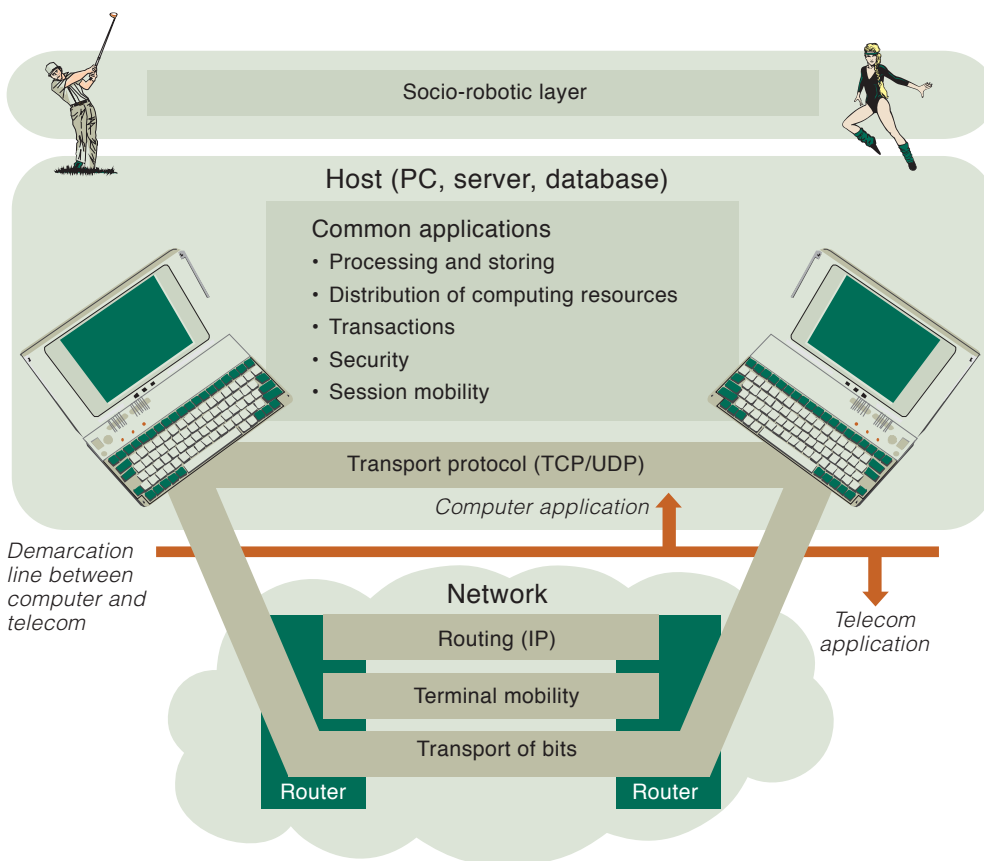 Socio-robotic layer
Host (PC, server, database)
Common applications
• Processing and storing
• Distribution of computing resources
• Transactions
• Security
• Session mobility
Transport protocol (TCP/UDP)
Computer application
Demarcation
line between
computer and
telecom
Network
Routing (IP)
Terminal mobility
Transport of bits
Router
Router
Telecom
application